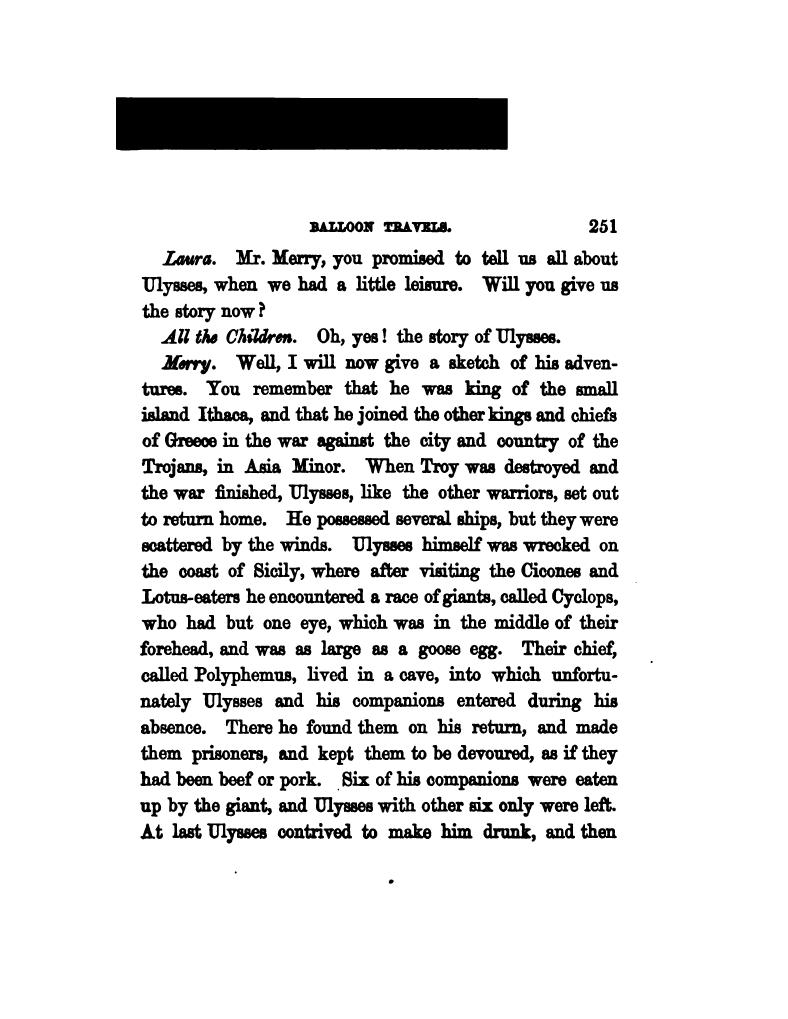 BALLOON TRAVELS. 251
Laura. Mr. Merry, you promised to tell us all about
Ulysses, when we had a little leisure. Will you give us
the story now?
All the Children. Oh, yes! the story of Ulysses.
Merry. Well, I will now give a sketch of his adven-
tures. You remember that he was king of the small
island Ithaca, and that he joined the other kings and chiefs
of Greece in the war against the city and country of the
Trojans, in Asia Minor. When Troy was destroyed and
the war finished, Ulysses, like the other warriors, set out
to return home. He possessed several ships, but they were
scattered by the winds. Ulysses himself was wrecked on
the coast of Sicily, where after visiting the Cicones and
Lotus-eaters he encountered a race of giants, called Cyclops,
who had but one eye, which was in the middle of their
forehead, and was as large as a goose egg. Their chief,
called Polyphemus, lived in a cave, into which unfortu-
nately Ulysses and his companions entered during his
absence. There he found them on his return, and made
them prisoners, and kept them to be devoured, as if they
had been beef or pork. Six of his companions were eaten
up by the giant, and Ulysses with other six only were left.
At last Ulysses contrived to make him drunk, and then